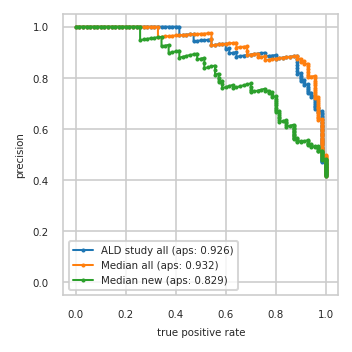 1.0
0.8
0.6
0.4
0.2
0.0
precision
ALD study all (aps: 0.926)
Median all (aps: 0.932)
Median new (aps: 0.829)
0.0 0.2 0.4 0.6 0.8 1.0
true positive rate